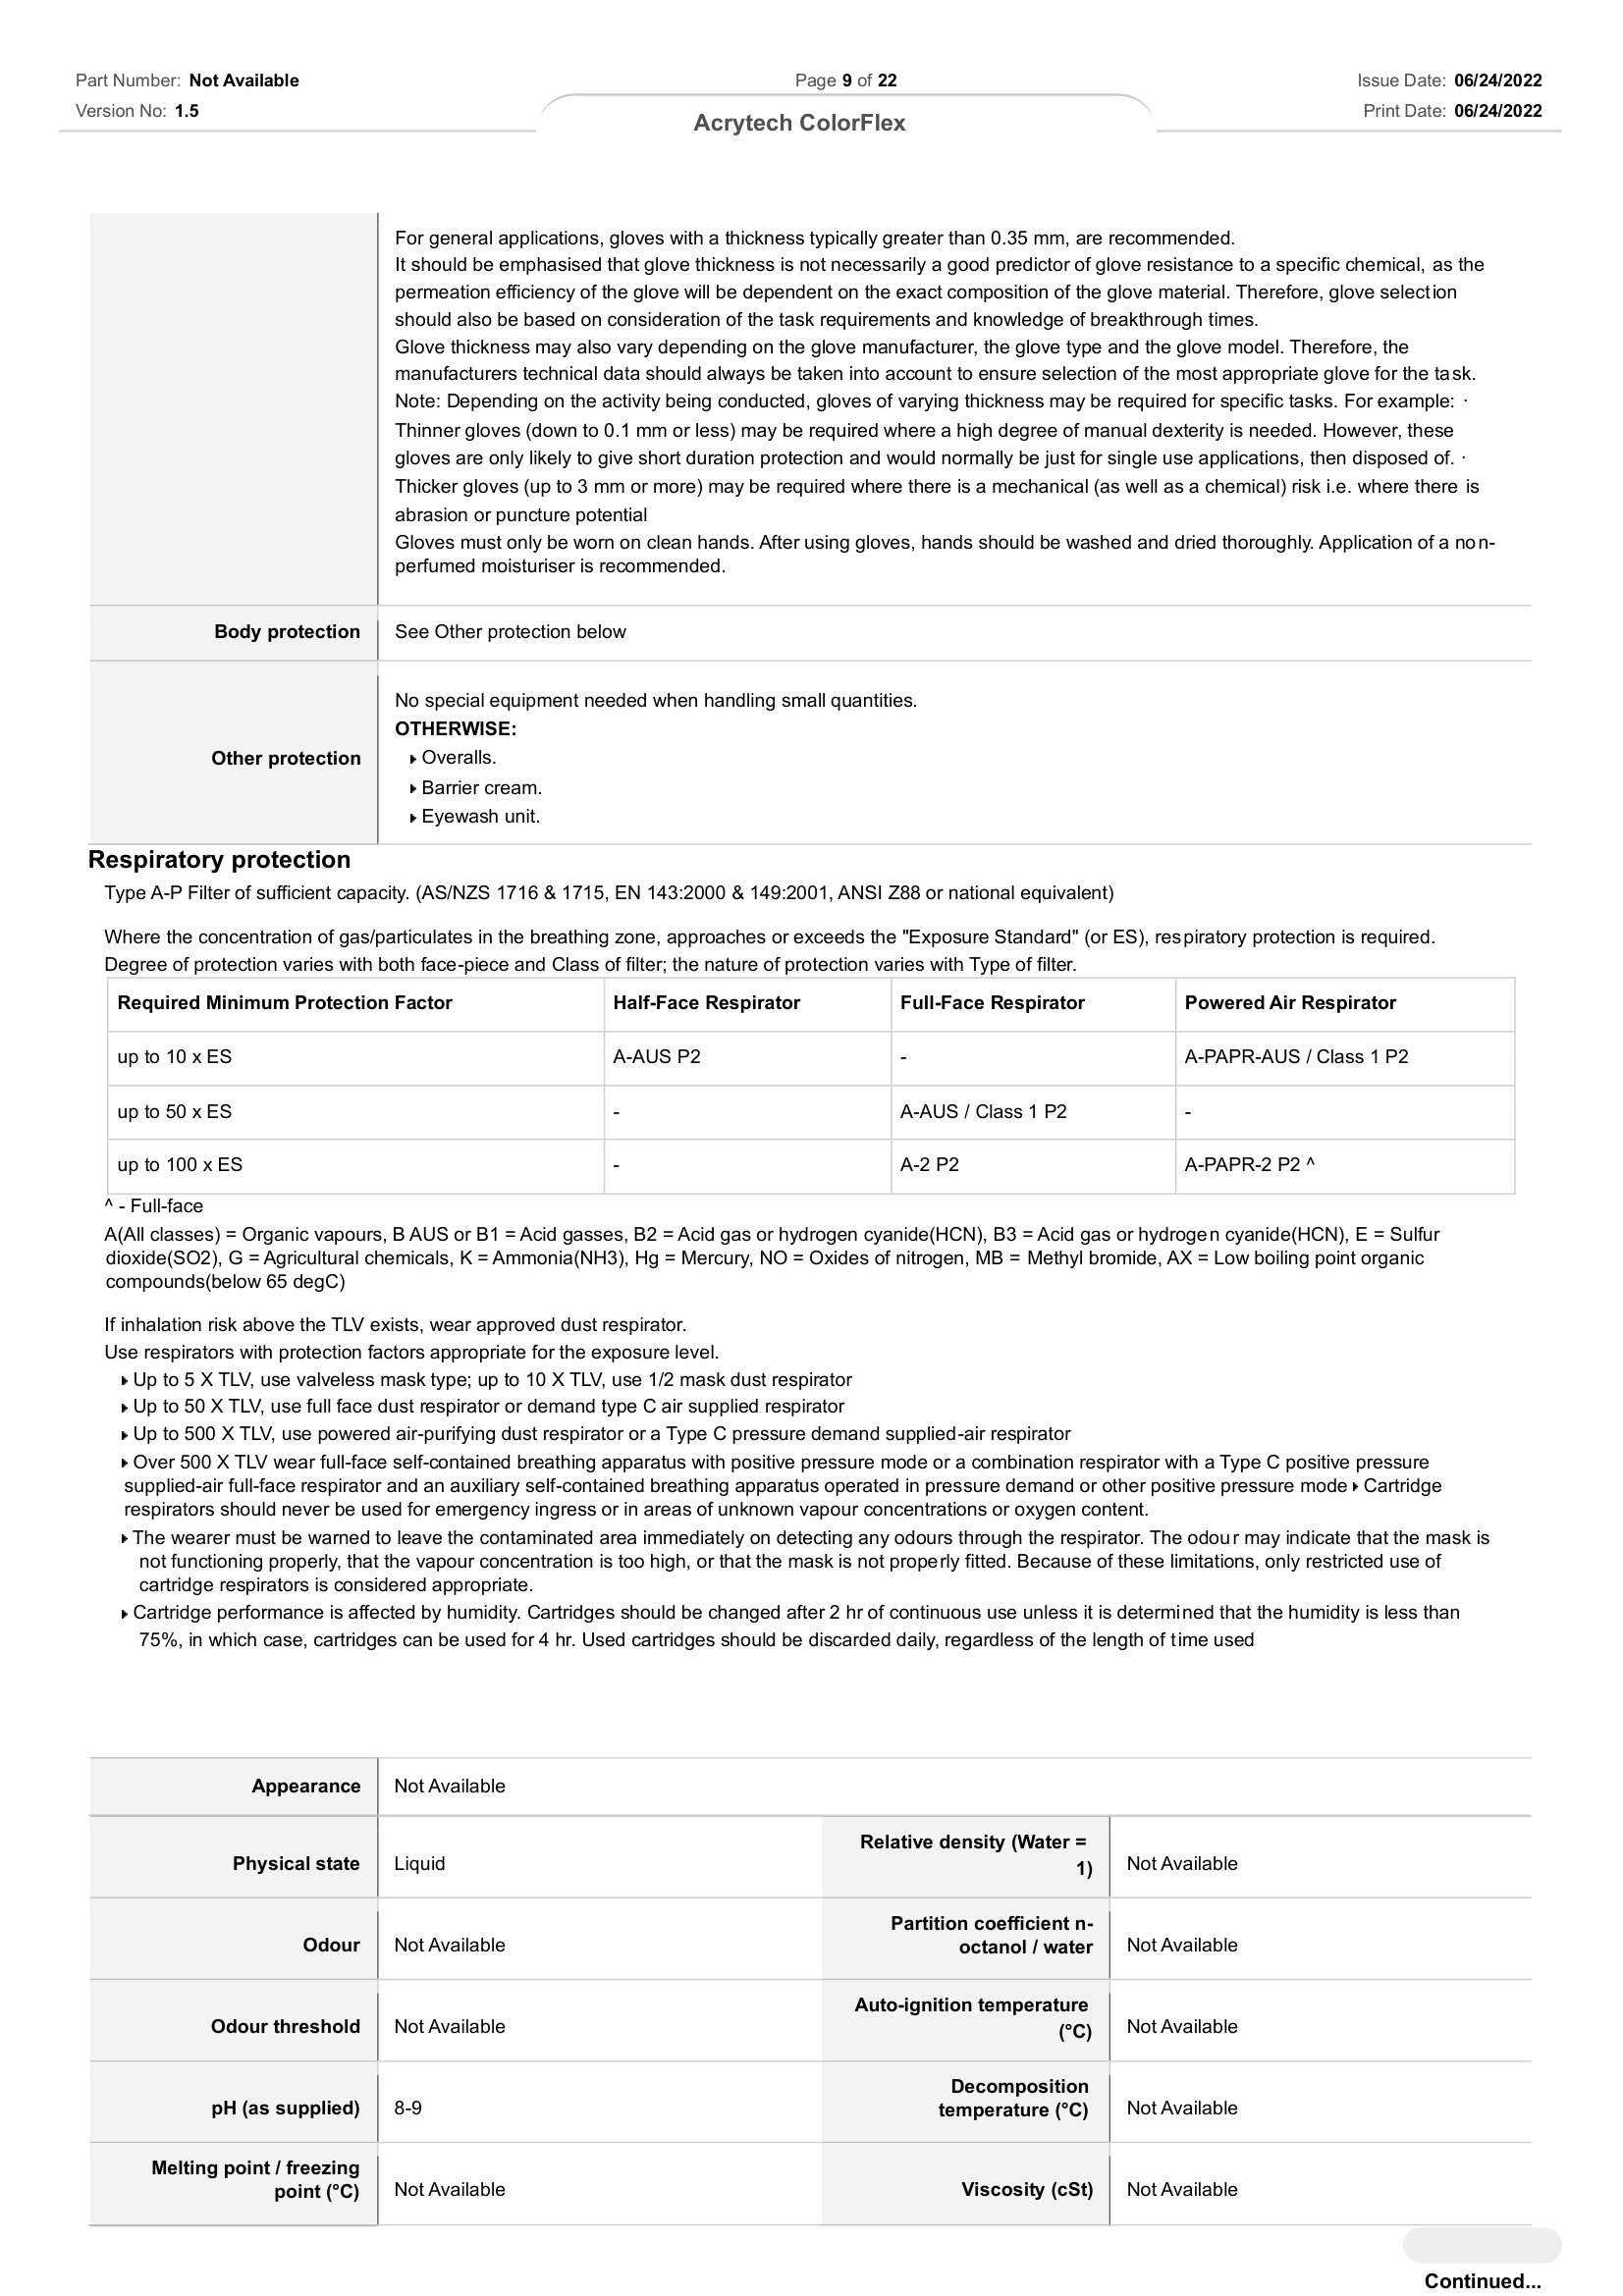 Part Number: Not Available
Version No: 1.5
Page 9 of 22
Acrytech ColorFlex
Issue Date: 06/24/2022
Print Date: 06/24/2022
For general applications, gloves with a thickness typically greater than 0.35 mm, are recommended.
It should be emphasised that glove thickness is not necessarily a good predictor of glove resistance to a specific chemical, as the
permeation efficiency of the glove will be dependent on the exact composition of the glove material. Therefore, glove selection
should also be based on consideration of the task requirements and knowledge of breakthrough times.
Glove thickness may also vary depending on the glove manufacturer, the glove type and the glove model. Therefore, the
manufacturers technical data should always be taken into account to ensure selection of the most appropriate glove for the task.
Note: Depending on the activity being conducted, gloves of varying thickness may be required for specific tasks. For example: ·
Thinner gloves (down to 0.1 mm or less) may be required where a high degree of manual dexterity is needed. However, these
gloves are only likely to give short duration protection and would normally be just for single use applications, then disposed of. ·
Thicker gloves (up to 3 mm or more) may be required where there is a mechanical (as well as a chemical) risk i.e. where there is
abrasion or puncture potential
Gloves must only be worn on clean hands. After using gloves, hands should be washed and dried thoroughly. Application of a non-
perfumed moisturiser is recommended.
Body protection See Other protection below
Other protection
No special equipment needed when handling small quantities.
OTHERWISE:
▸ Overalls.
▸ Barrier cream.
▸ Eyewash unit.
Respiratory protection
Type A-P Filter of sufficient capacity. (AS/NZS 1716 & 1715, EN 143:2000 & 149:2001, ANSI Z88 or national equivalent)
Where the concentration of gas/particulates in the breathing zone, approaches or exceeds the "Exposure Standard" (or ES), respiratory protection is required.
Degree of protection varies with both face-piece and Class of filter; the nature of protection varies with Type of filter.
Required Minimum Protection Factor Half-Face Respirator Full-Face Respirator Powered Air Respirator
up to 10 x ES A-AUS P2 - A-PAPR-AUS / Class 1 P2
up to 50 x ES - A-AUS / Class 1 P2 -
up to 100 x ES - A-2 P2 A-PAPR-2 P2 ^
^ - Full-face
A(All classes) = Organic vapours, B AUS or B1 = Acid gasses, B2 = Acid gas or hydrogen cyanide(HCN), B3 = Acid gas or hydrogen cyanide(HCN), E = Sulfur
dioxide(SO2), G = Agricultural chemicals, K = Ammonia(NH3), Hg = Mercury, NO = Oxides of nitrogen, MB = Methyl bromide, AX = Low boiling point organic
compounds(below 65 degC)
If inhalation risk above the TLV exists, wear approved dust respirator.
Use respirators with protection factors appropriate for the exposure level.
▸ Up to 5 X TLV, use valveless mask type; up to 10 X TLV, use 1/2 mask dust respirator
▸ Up to 50 X TLV, use full face dust respirator or demand type C air supplied respirator
▸ Up to 500 X TLV, use powered air-purifying dust respirator or a Type C pressure demand supplied-air respirator
▸ Over 500 X TLV wear full-face self-contained breathing apparatus with positive pressure mode or a combination respirator with a Type C positive pressure
supplied-air full-face respirator and an auxiliary self-contained breathing apparatus operated in pressure demand or other positive pressure mode ▸ Cartridge
respirators should never be used for emergency ingress or in areas of unknown vapour concentrations or oxygen content.
▸ The wearer must be warned to leave the contaminated area immediately on detecting any odours through the respirator. The odour may indicate that the mask is
not functioning properly, that the vapour concentration is too high, or that the mask is not properly fitted. Because of these limitations, only restricted use of
cartridge respirators is considered appropriate.
▸ Cartridge performance is affected by humidity. Cartridges should be changed after 2 hr of continuous use unless it is determined that the humidity is less than
75%, in which case, cartridges can be used for 4 hr. Used cartridges should be discarded daily, regardless of the length of time used
Appearance Not Available
Physical state Liquid
Relative density (Water =
1) Not Available
Odour Not Available
Partition coefficient n-
octanol / water Not Available
Odour threshold Not Available
Auto-ignition temperature
(°C) Not Available
pH (as supplied) 8-9
Decomposition
temperature (°C) Not Available
Melting point / freezing
point (°C) Not Available
Viscosity (cSt) Not Available
Continued...